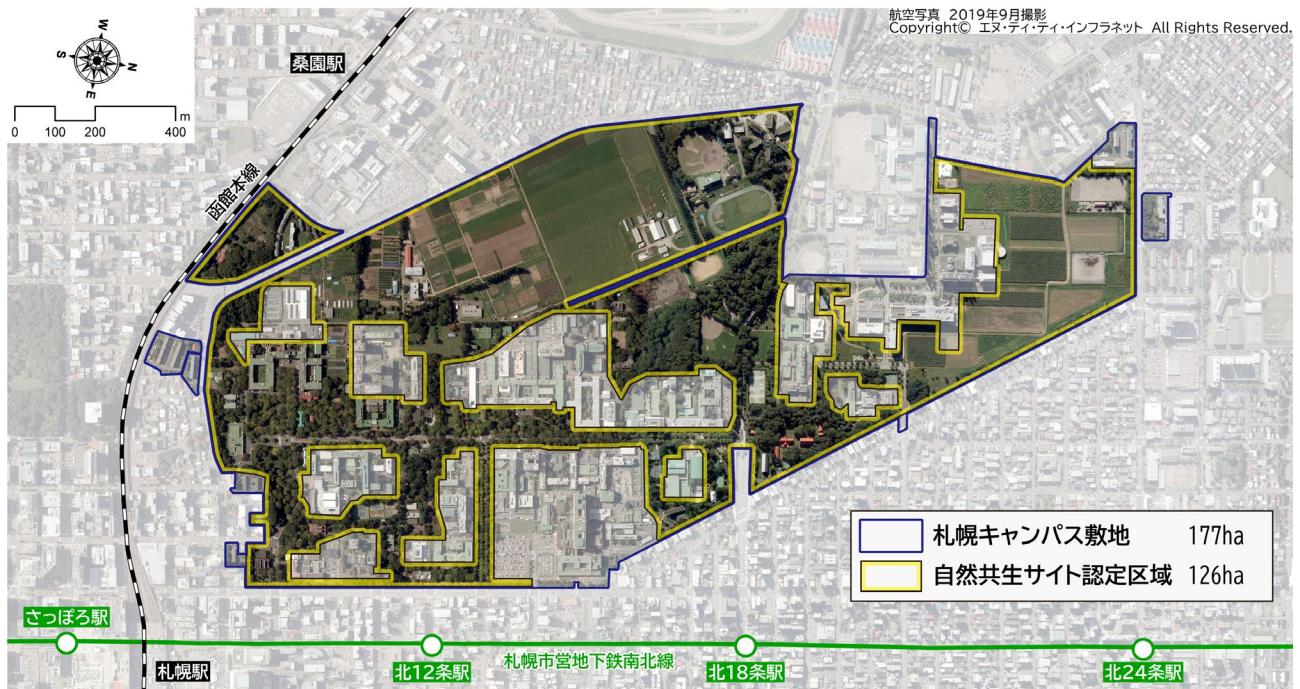 航空写真 2019年9月撮影
Copyright© エヌ・ティ・ティ・インフラネット All Rights Reserved.
W
S
N
E
m
0 100 200 400
桑園駅
函館本線
札幌キャンパス敷地 177ha
自然共生サイト認定区域 126ha
さっぽろ駅
札幌駅
北12条駅
札幌市営地下鉄南北線
北18条駅
北24条駅